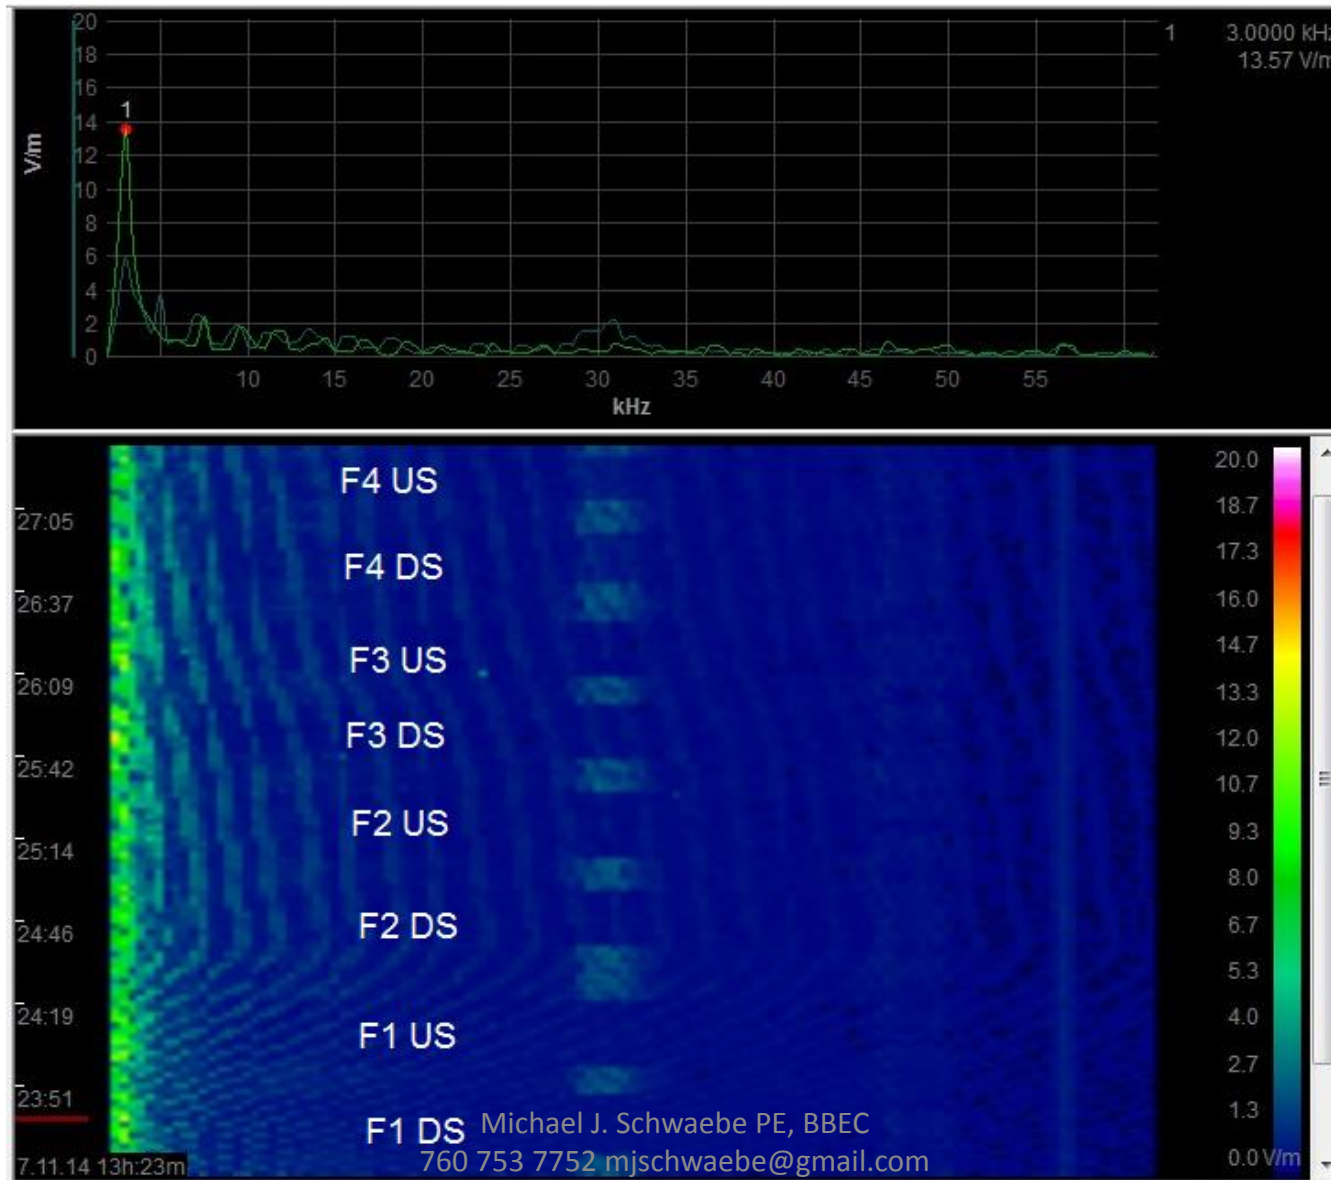 20
18
16
14
12
10
8
6
4
2
0
V/m
1
1 3.0000 kHz
13.57 V/m
10 15 20 25 30 35 40 45 50 55
kHz
F4 US
27:05
F4 DS
26:37
F3 US
26:09
F3 DS
25:42
F2 US
25:14
F2 DS
24:46
24:19
F1 US
23:51
F1 DS
7.11.14 13h:23m
20.0
18.7
17.3
16.0
14.7
13.3
12.0
10.7
9.3
8.0
6.7
5.3
4.0
2.7
1.3
0.0 V/m
Michael J. Schwaebe PE, BBEC
760 753 7752 mjschwaebe@gmail.com